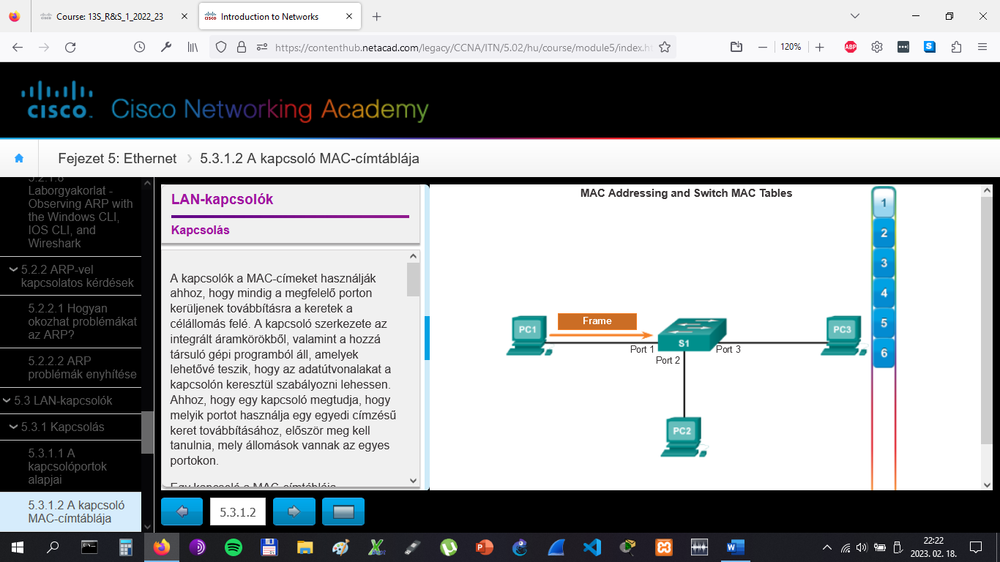 Course: 13S_R&S_1_2022_23
Introduction to Networks
https://contenthub.netacad.com/legacy/CCNA/ITN/5.02/hu/course/module5/index.h
120%
ABP
CISCO.
Cisco Networking Academy
Fejezet 5: Ethernet
5.3.1.2 A kapcsoló MAC-címtáblája
5.2.1.8
Laborgyakorlat -
Observing ARP with
the Windows CLI,
IOS CLI, and
Wireshark
5.2.2 ARP-vel
kapcsolatos kérdések
5.2.2.1 Hogyan
okozhat problémákat
az ARP?
5.2.2.2 ARP
problémák enyhítése
5.3 LAN-kapcsolók
5.3.1 Kapcsolás
5.3.1.1 A
kapcsolóportok
alapjai
5.3.1.2 A kapcsoló
MAC-címtáblája
LAN-kapcsolók
Kapcsolás
A kapcsolók a MAC-címeket használják
ahhoz, hogy mindig a megfelelő porton
kerüljenek továbbításra a keretek a
célállomás felé. A kapcsoló szerkezete az
integrált áramkörökből, valamint a hozzá
társuló gépi programból áll, amelyek
lehetővé teszik, hogy az adatútvonalakat a
kapcsolón keresztül szabályozni lehessen.
Ahhoz, hogy egy kapcsoló megtudja, hogy
melyik portot használja egy egyedi címzésű
keret továbbításához, először meg kell
tanulnia, mely állomások vannak az egyes
portokon.
Egy kapcsoló a MAC-címtáblája
MAC Addressing and Switch MAC Tables
PC1
Frame
S1
PC3
Port 1
Port 3
Port 2
PC2
1
2
3
4
5
6
5.3.1.2
22:22
2023. 02. 18.